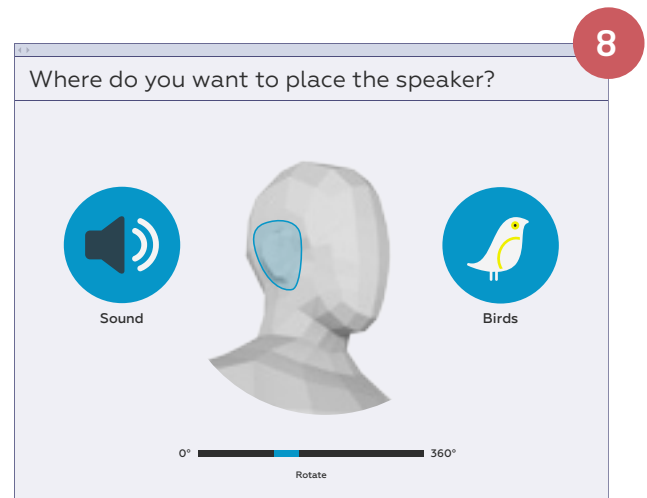 8
Where do you want to place the speaker?
Sound
Birds
0° 360°
Rotate